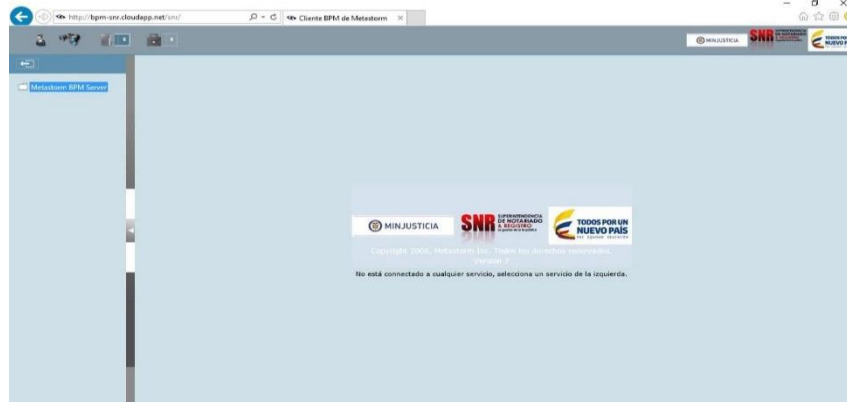 http://bpm-snr.cloudapp.net/snr/
Cliente BPM de Metastorm
MINJUSTICIA
SNR
Metastorm BPM Server
MINJUSTICIA
SNR SUPERINTENDENCIA
DE NOTARIADO
& REGISTRO
TODOS POR UN
NUEVO PAÍS
Copyright 2006, Metastorm Inc. Todos los derechos reservados.
Version 7
No está connectado a cualquier servicio, selecciona un servicio de la izquierda.